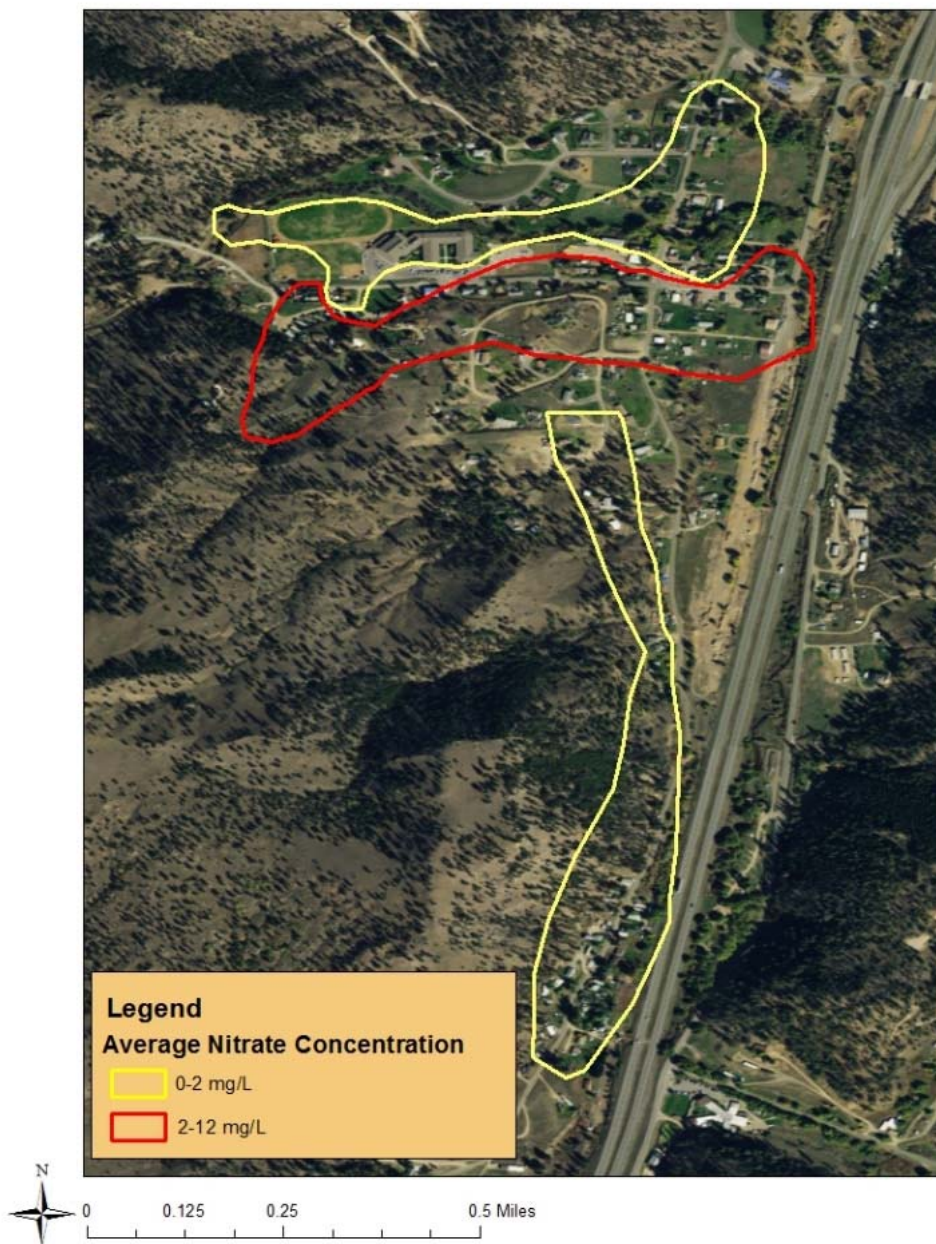 Legend
Average Nitrate Concentration
0-2 mg/L
2-12 mg/L
N
0 0.125 0.25 0.5 Miles